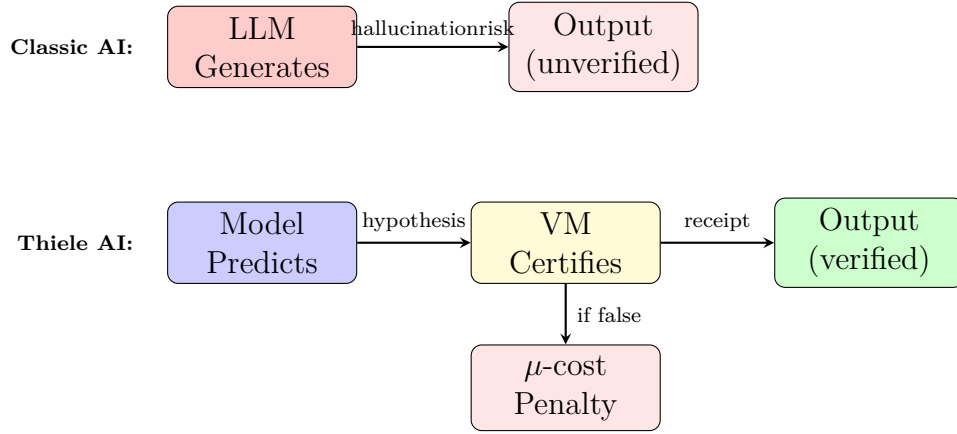 Classic AI:
LLM
Generates
hallucinationrisk
Output
(unverified)
Thiele AI:
Model
Predicts
hypothesis
VM
Certifies
receipt
Output
(verified)
if false
μ-cost
Penalty